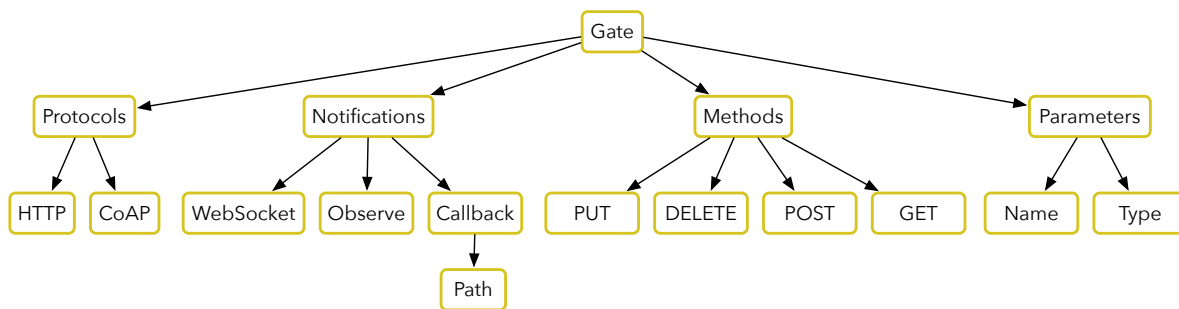 Gate
Protocols
Notifications
Methods
Parameters
HTTP
CoAP
WebSocket
Observe
Callback
PUT
DELETE
POST
GET
Name
Type
Path